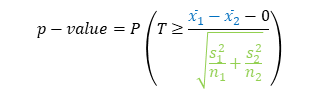 p − value = P ( T ≥ (x̄₁ − x̄₂ − 0) / √(s₁²/n₁ + s₂²/n₂) )